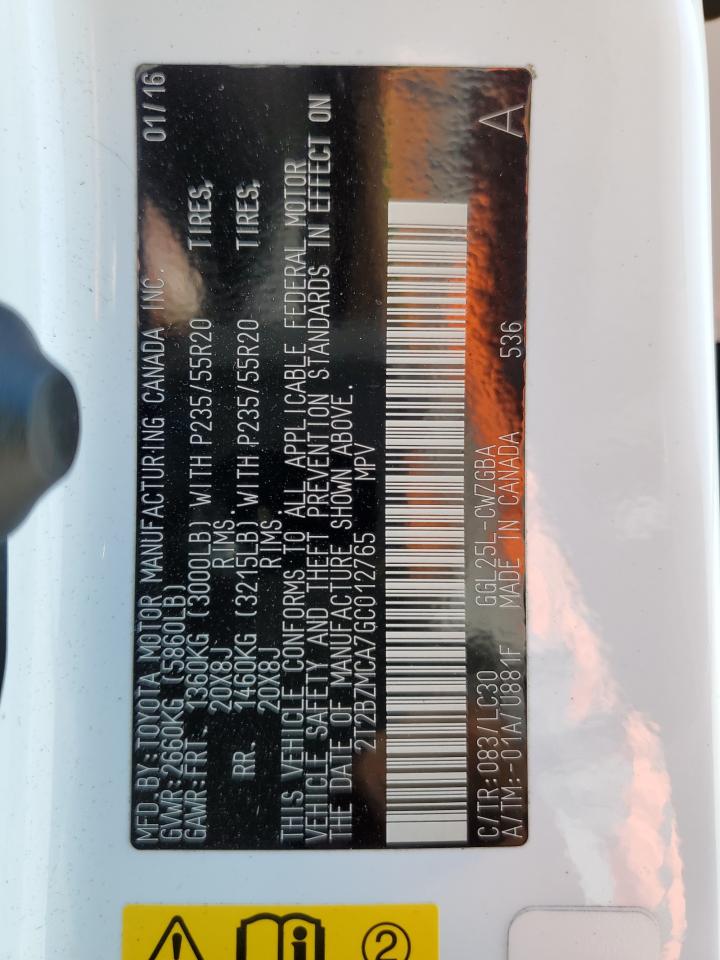 MFD BY:TOYOTA MOTOR MANUFACTURING CANADA INC. 01/16
GVWR:2660KG (5860LB)
GAWR:FRT. 1360KG (3000LB) WITH P235/55R20 TIRES,
20X8J RIMS.
RR. 1460KG (3215LB) WITH P235/55R20 TIRES,
20X8J RIMS.
THIS VEHICLE CONFORMS TO ALL APPLICABLE FEDERAL MOTOR
VEHICLE SAFETY AND THEFT PREVENTION STANDARDS IN EFFECT ON
THE DATE OF MANUFACTURE SHOWN ABOVE.
2T2BZMCA7GC012765 MPV
C/TR:083/LC30 GGL25L-CWZGBA A
A/TM:-01A/U881F MADE IN CANADA 536
2